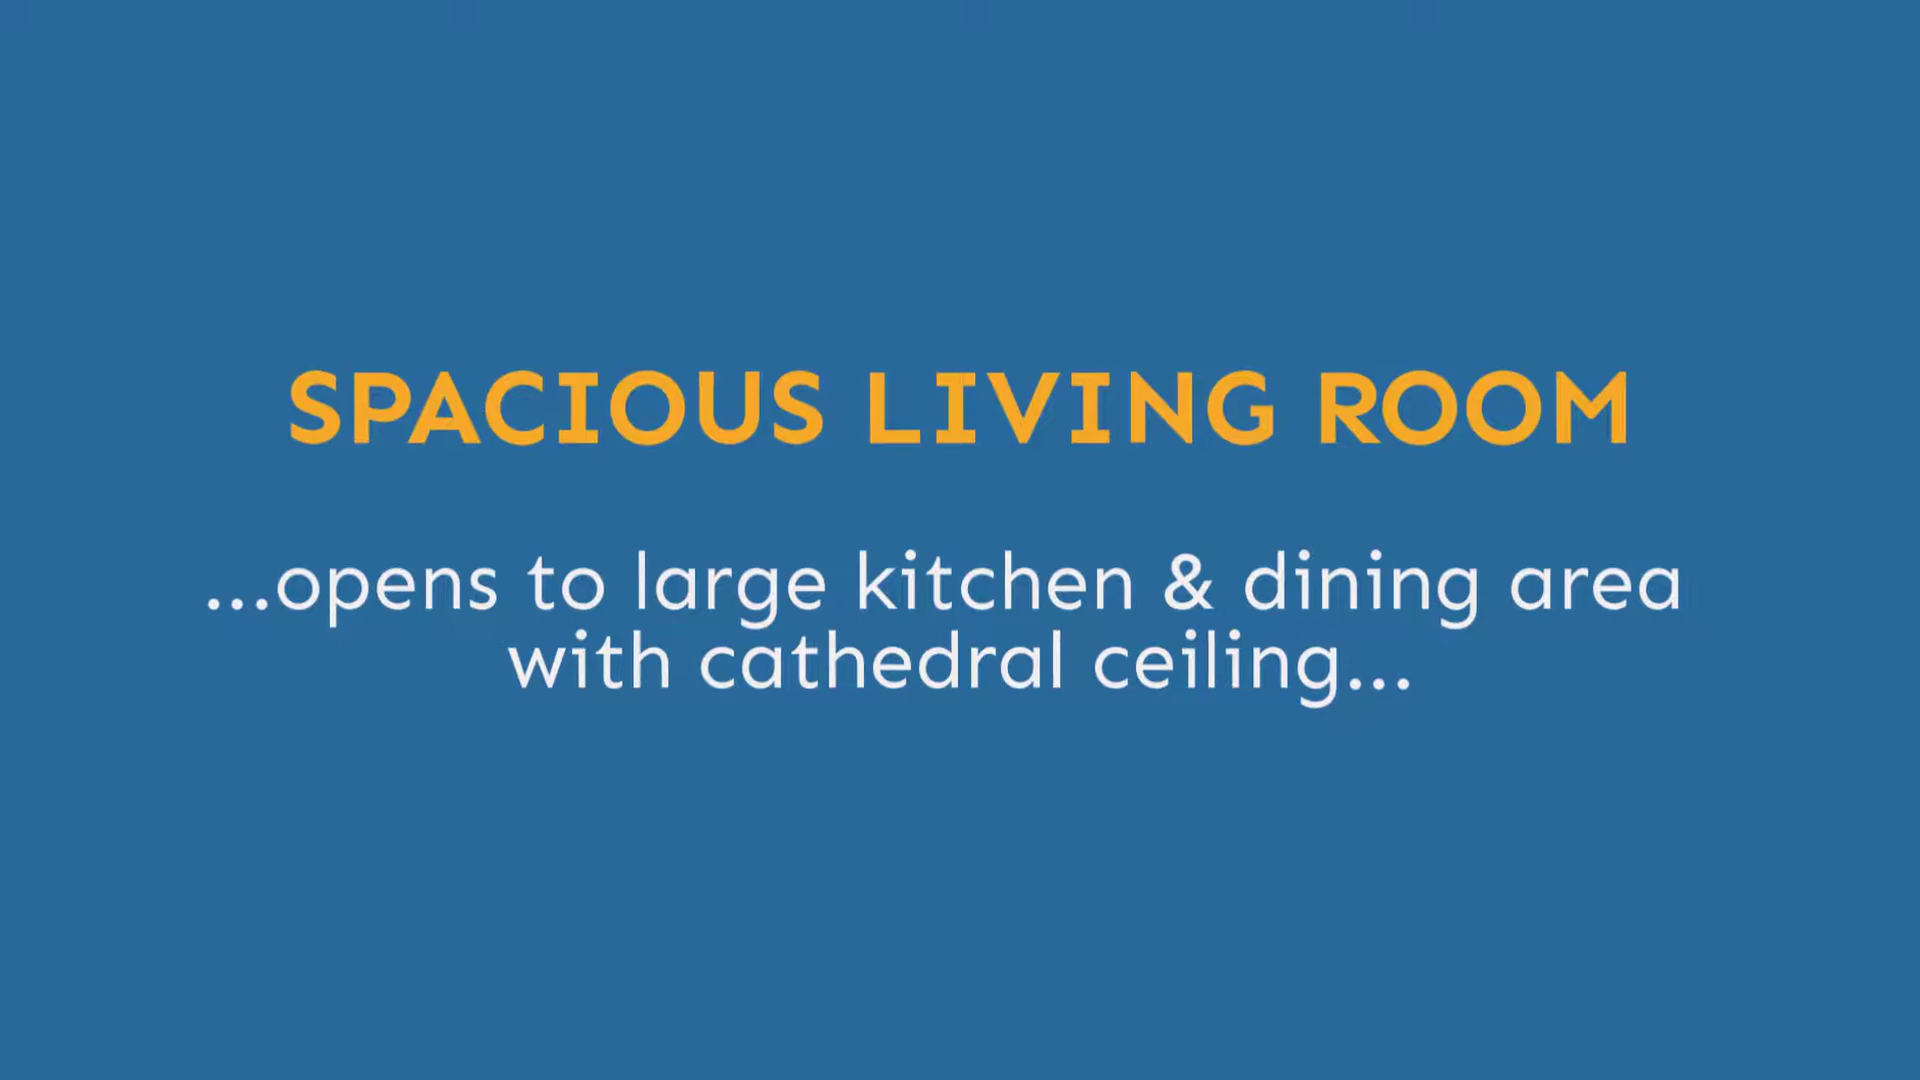 SPACIOUS LIVING ROOM
...opens to large kitchen & dining area
with cathedral ceiling...